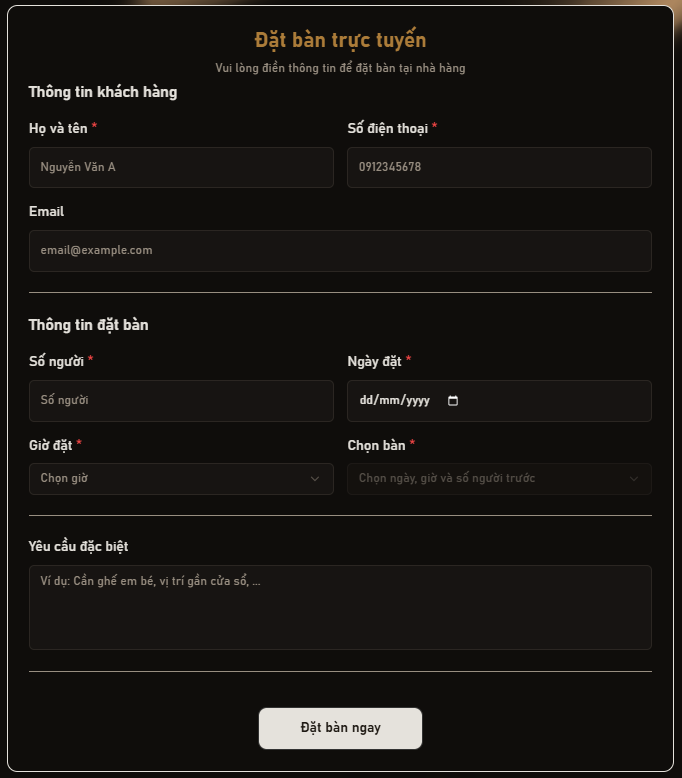 Đặt bàn trực tuyến
Vui lòng điền thông tin để đặt bàn tại nhà hàng
Thông tin khách hàng
Họ và tên *
Số điện thoại *
Nguyễn Văn A
0912345678
Email
email@example.com
Thông tin đặt bàn
Số người *
Ngày đặt *
Số người
dd/mm/yyyy
Giờ đặt *
Chọn bàn *
Chọn giờ
Chọn ngày, giờ và số người trước
Yêu cầu đặc biệt
Ví dụ: Cần ghế em bé, vị trí gần cửa sổ, ...
Đặt bàn ngay